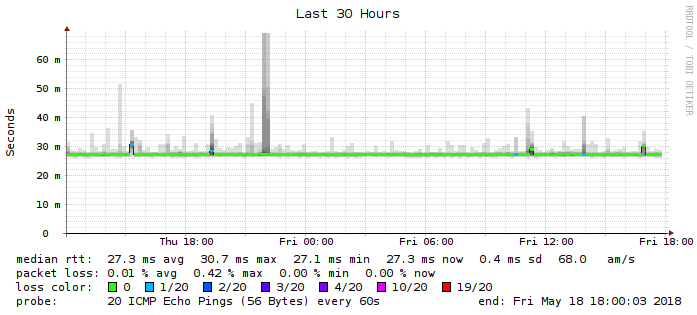 Last 30 Hours
RRDTOOL / TOBI OETIKER
Seconds
60 m
50 m
40 m
30 m
20 m
10 m
0
Thu 18:00 Fri 00:00 Fri 06:00 Fri 12:00 Fri 18:00
median rtt: 27.3 ms avg 30.7 ms max 27.1 ms min 27.3 ms now 0.4 ms sd 68.0 am/s
packet loss: 0.01 % avg 0.42 % max 0.00 % min 0.00 % now
loss color: 0 1/20 2/20 3/20 4/20 10/20 19/20
probe: 20 ICMP Echo Pings (56 Bytes) every 60s end: Fri May 18 18:00:03 2018